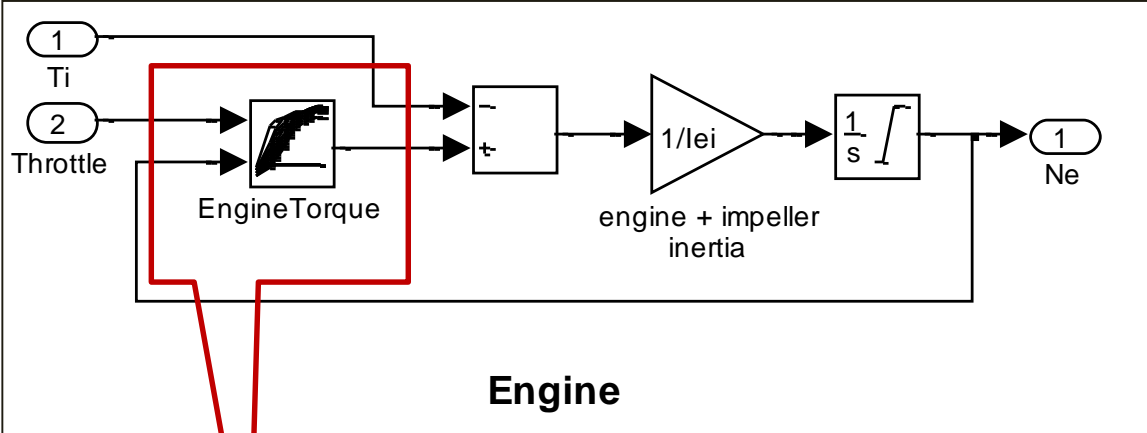 1
Ti
2
Throttle
EngineTorque
−
+
1/Iei
engine + impeller
inertia
1
s
1
Ne
Engine